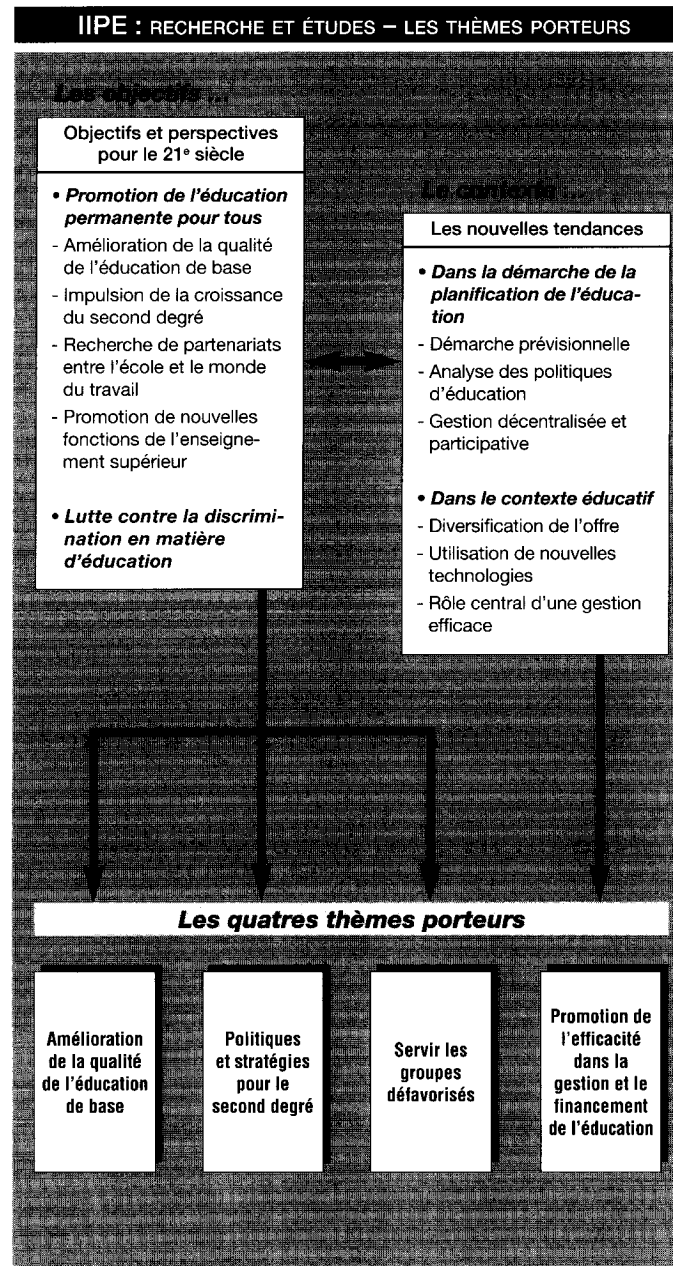 IIPE : RECHERCHE ET ÉTUDES – LES THÈMES PORTEURS
Les objectifs ...
Objectifs et perspectives
pour le 21e siècle
• Promotion de l'éducation
permanente pour tous
- Amélioration de la qualité
de l'éducation de base
- Impulsion de la croissance
du second degré
- Recherche de partenariats
entre l'école et le monde
du travail
- Promotion de nouvelles
fonctions de l'enseigne-
ment supérieur
• Lutte contre la discrimi-
nation en matière
d'éducation
Le contexte ...
Les nouvelles tendances
• Dans la démarche de la
planification de l'éduca-
tion
- Démarche prévisionnelle
- Analyse des politiques
d'éducation
- Gestion décentralisée et
participative
• Dans le contexte éducatif
- Diversification de l'offre
- Utilisation de nouvelles
technologies
- Rôle central d'une gestion
efficace
Les quatres thèmes porteurs
Amélioration
de la qualité
de l'éducation
de base
Politiques
et stratégies
pour le
second degré
Servir les
groupes
défavorisés
Promotion de
l'efficacité
dans la
gestion et le
financement
de l'éducation